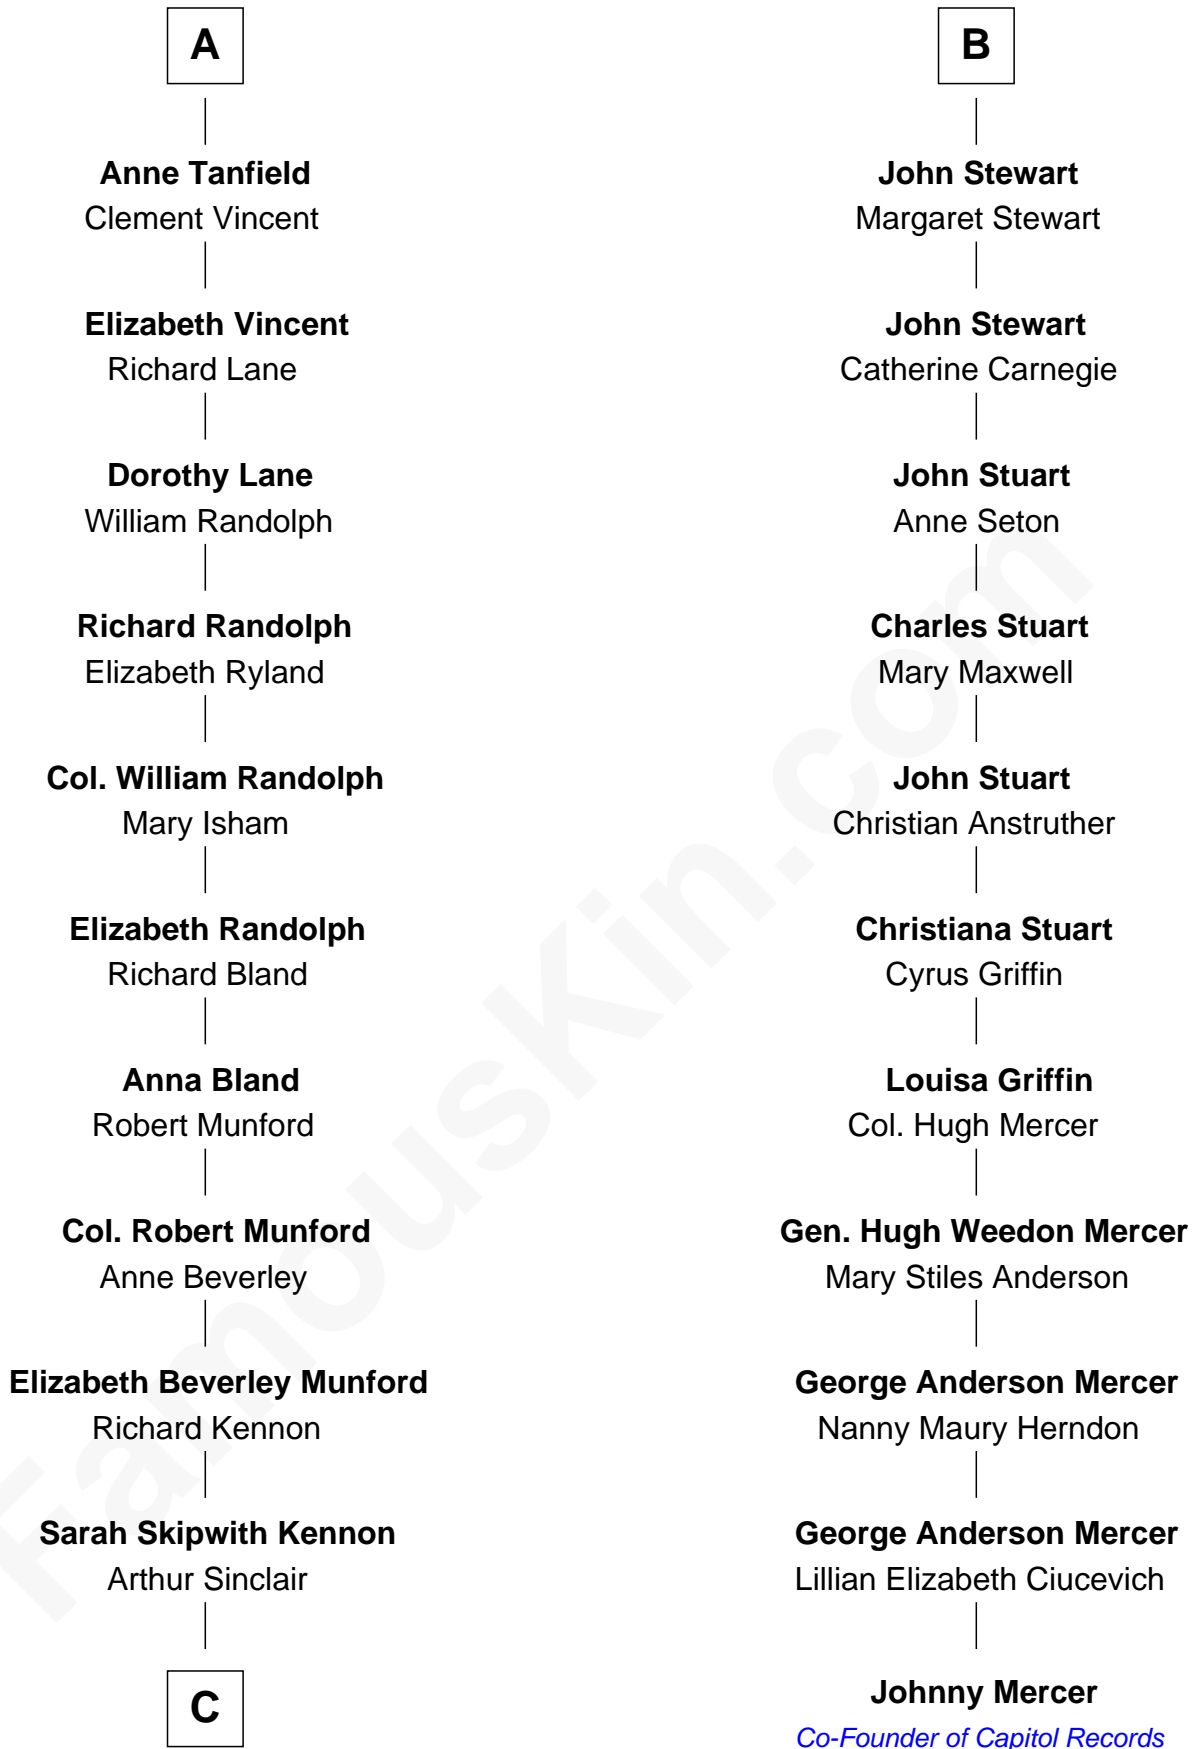 A
Anne Tanfield
Clement Vincent
Elizabeth Vincent
Richard Lane
Dorothy Lane
William Randolph
Richard Randolph
Elizabeth Ryland
Col. William Randolph
Mary Isham
Elizabeth Randolph
Richard Bland
Anna Bland
Robert Munford
Col. Robert Munford
Anne Beverley
Elizabeth Beverley Munford
Richard Kennon
Sarah Skipwith Kennon
Arthur Sinclair
C
B
John Stewart
Margaret Stewart
John Stewart
Catherine Carnegie
John Stuart
Anne Seton
Charles Stuart
Mary Maxwell
John Stuart
Christian Anstruther
Christiana Stuart
Cyrus Griffin
Louisa Griffin
Col. Hugh Mercer
Gen. Hugh Weedon Mercer
Mary Stiles Anderson
George Anderson Mercer
Nanny Maury Herndon
George Anderson Mercer
Lillian Elizabeth Ciucevich
Johnny Mercer
Co-Founder of Capitol Records
FamousKin.com